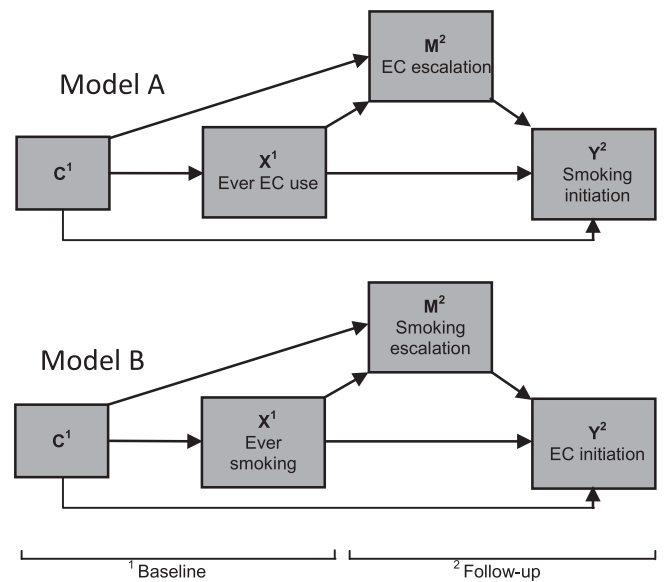 Model A
M²
EC escalation
C¹
X¹
Ever EC use
Y²
Smoking
initiation
Model B
M²
Smoking
escalation
C¹
X¹
Ever
smoking
Y²
EC initiation
¹ Baseline
² Follow-up